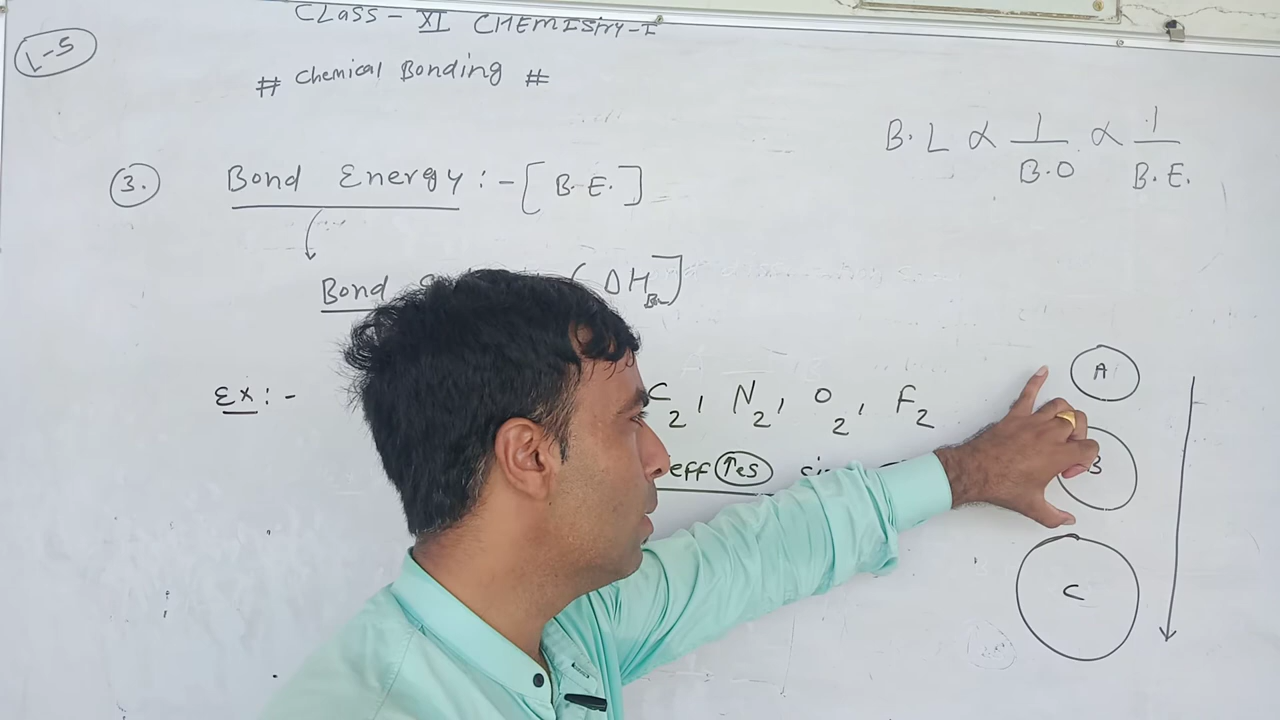 CLASS - XI CHEMISTRY-I
L-5
# Chemical Bonding #
B.L ∝ 1/B.O ∝ 1/B.E.
3. Bond Energy :- [B.E.]
Bond (ΔH
Ex :- C2, N2, O2, F2
A
eff ↑es
B
C